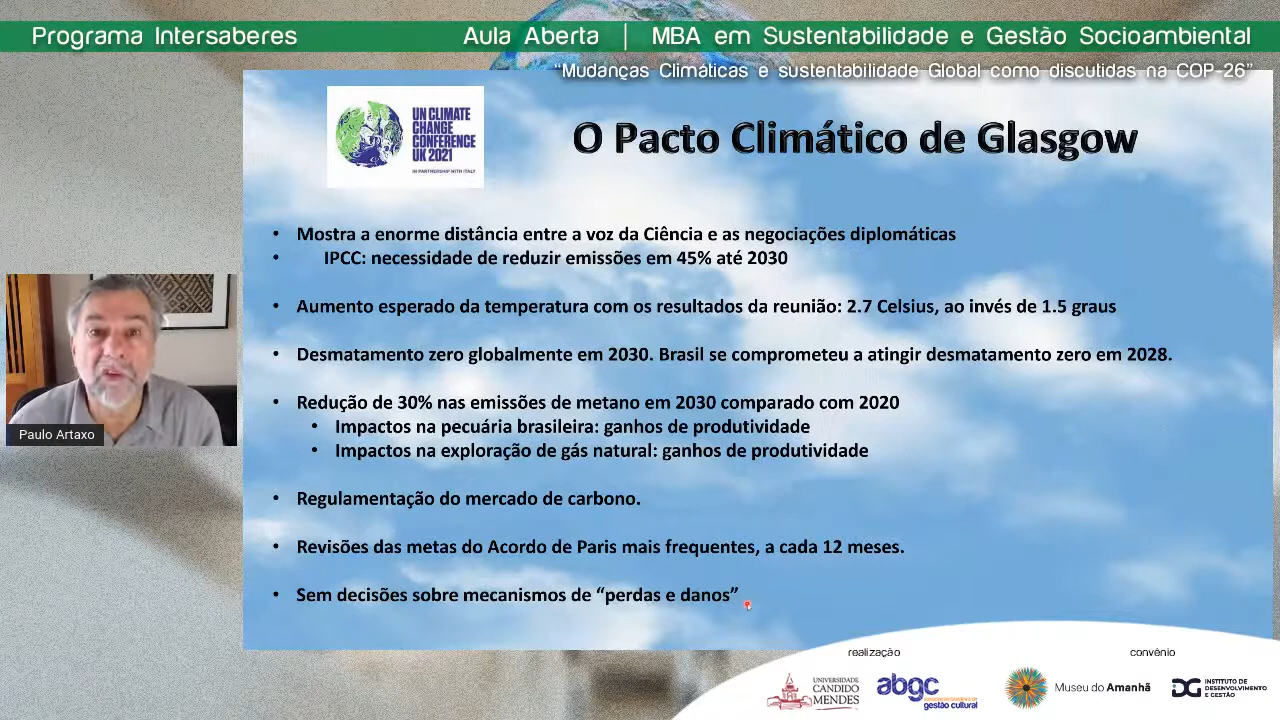 Programa Intersaberes
Aula Aberta | MBA em Sustentabilidade e Gestão Socioambiental
“Mudanças Climáticas e sustentabilidade Global como discutidas na COP-26”
UN CLIMATE
CHANGE
CONFERENCE
UK 2021
IN PARTNERSHIP WITH ITALY
O Pacto Climático de Glasgow
• Mostra a enorme distância entre a voz da Ciência e as negociações diplomáticas
• IPCC: necessidade de reduzir emissões em 45% até 2030
• Aumento esperado da temperatura com os resultados da reunião: 2.7 Celsius, ao invés de 1.5 graus
• Desmatamento zero globalmente em 2030. Brasil se comprometeu a atingir desmatamento zero em 2028.
• Redução de 30% nas emissões de metano em 2030 comparado com 2020
• Impactos na pecuária brasileira: ganhos de produtividade
• Impactos na exploração de gás natural: ganhos de produtividade
• Regulamentação do mercado de carbono.
• Revisões das metas do Acordo de Paris mais frequentes, a cada 12 meses.
• Sem decisões sobre mecanismos de “perdas e danos”
Paulo Artaxo
realização
convênio
UNIVERSIDADE
CANDIDO
MENDES
abgc
gestão cultural
Museu do Amanhã
DG
INSTITUTO DE
DESENVOLVIMENTO
E GESTÃO